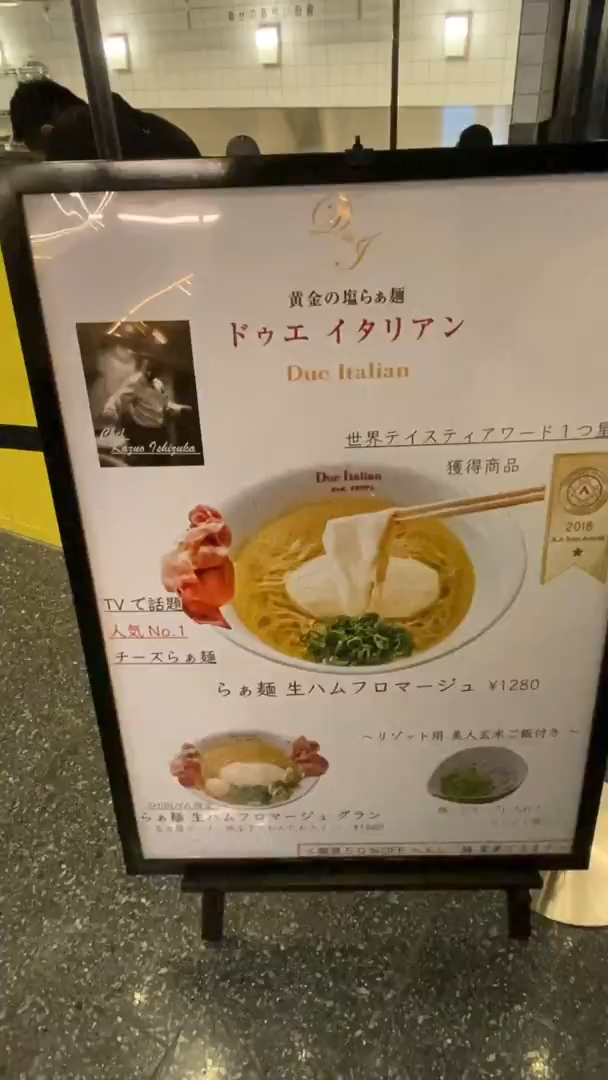 D J
黄金の塩らぁ麺
ドゥエ イタリアン
Due Italian
Chef
Kazuo Ishizuka
世界テイスティアワード1つ星
獲得商品
Due Italian
2018
TVで話題
人気No.1
チーズらぁ麺
らぁ麺 生ハムフロマージュ ¥1280
~リゾット用 美人玄米ご飯付き~
らぁ麺 生ハムフロマージュ グラン